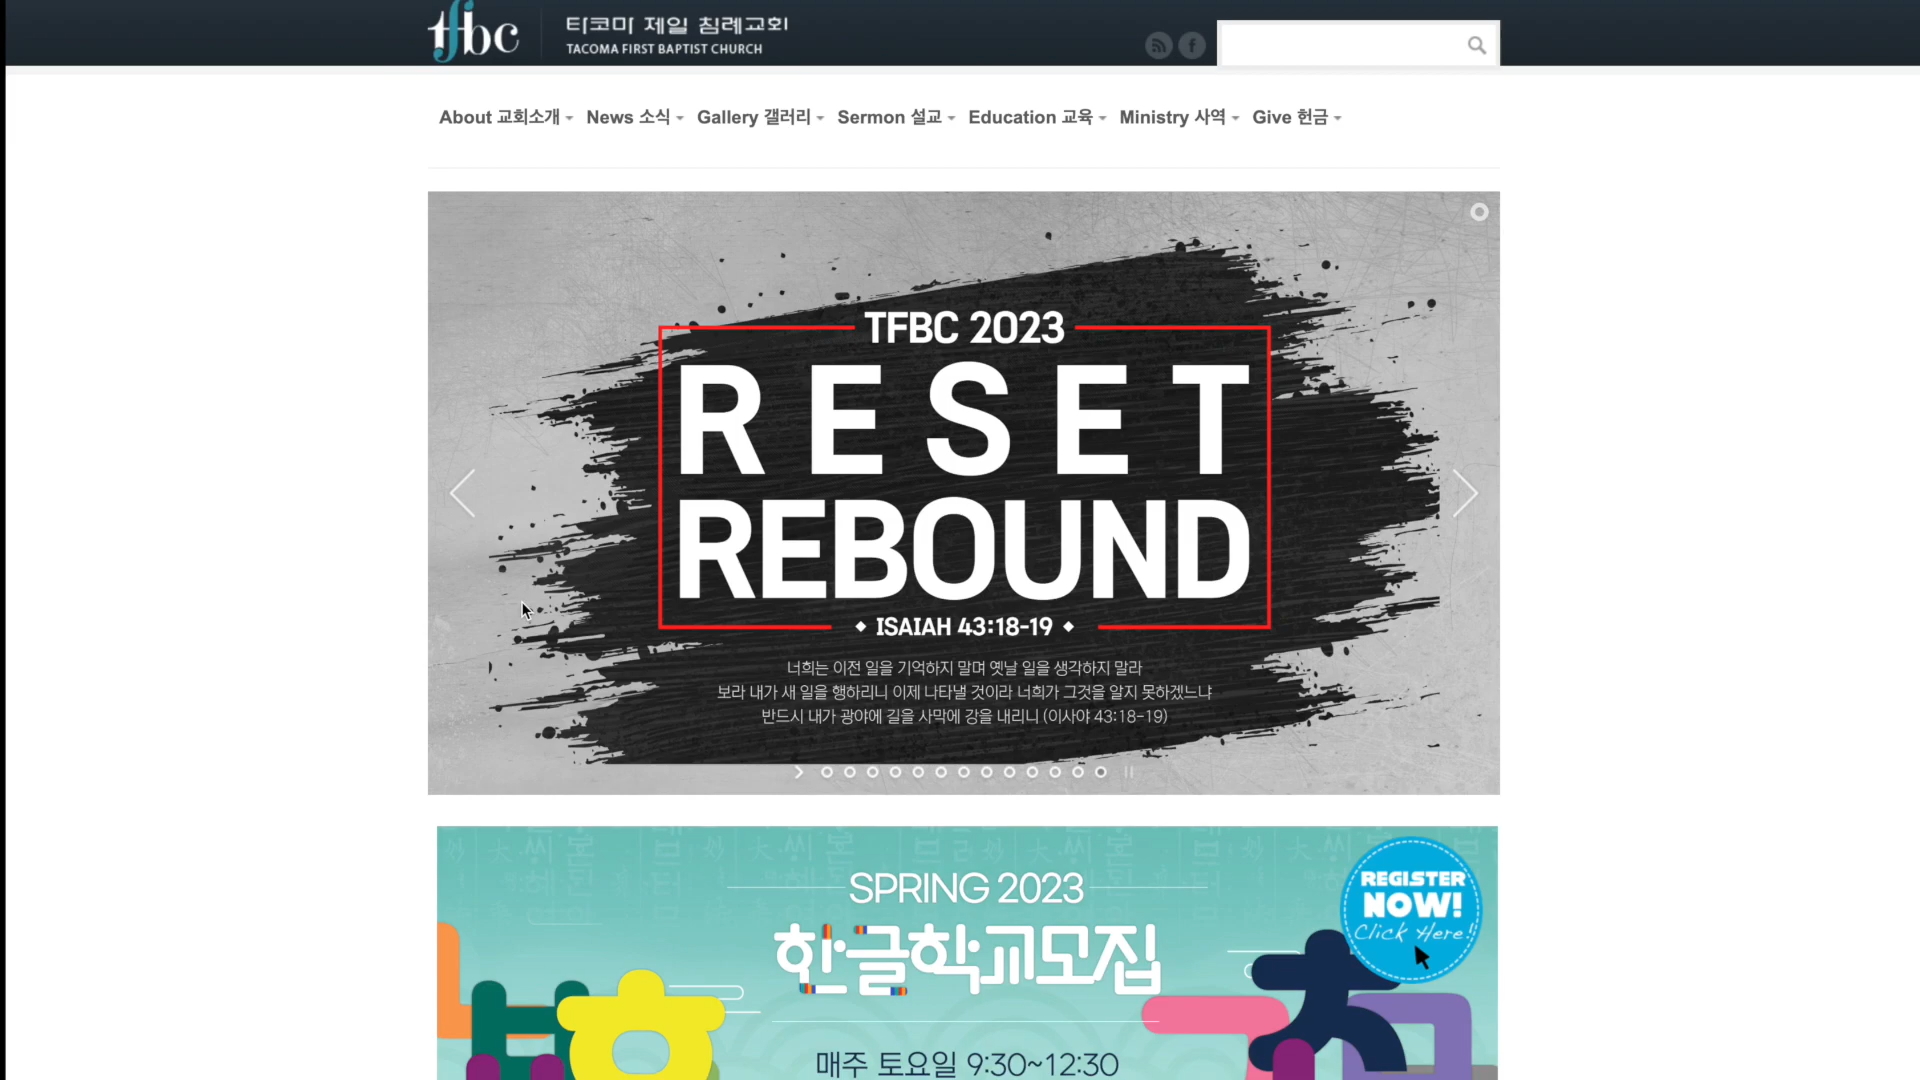 tfbc
타코마 제일 침례교회
TACOMA FIRST BAPTIST CHURCH
About 교회소개 News 소식 Gallery 갤러리 Sermon 설교 Education 교육 Ministry 사역 Give 헌금
TFBC 2023
RESET
REBOUND
ISAIAH 43:18-19
너희는 이전 일을 기억하지 말며 옛날 일을 생각하지 말라
보라 내가 새 일을 행하리니 이제 나타낼 것이라 너희가 그것을 알지 못하겠느냐
반드시 내가 광야에 길을 사막에 강을 내리니 (이사야 43:18-19)
SPRING 2023
한글학교모집
매주 토요일 9:30~12:30
REGISTER
NOW!
Click Here!